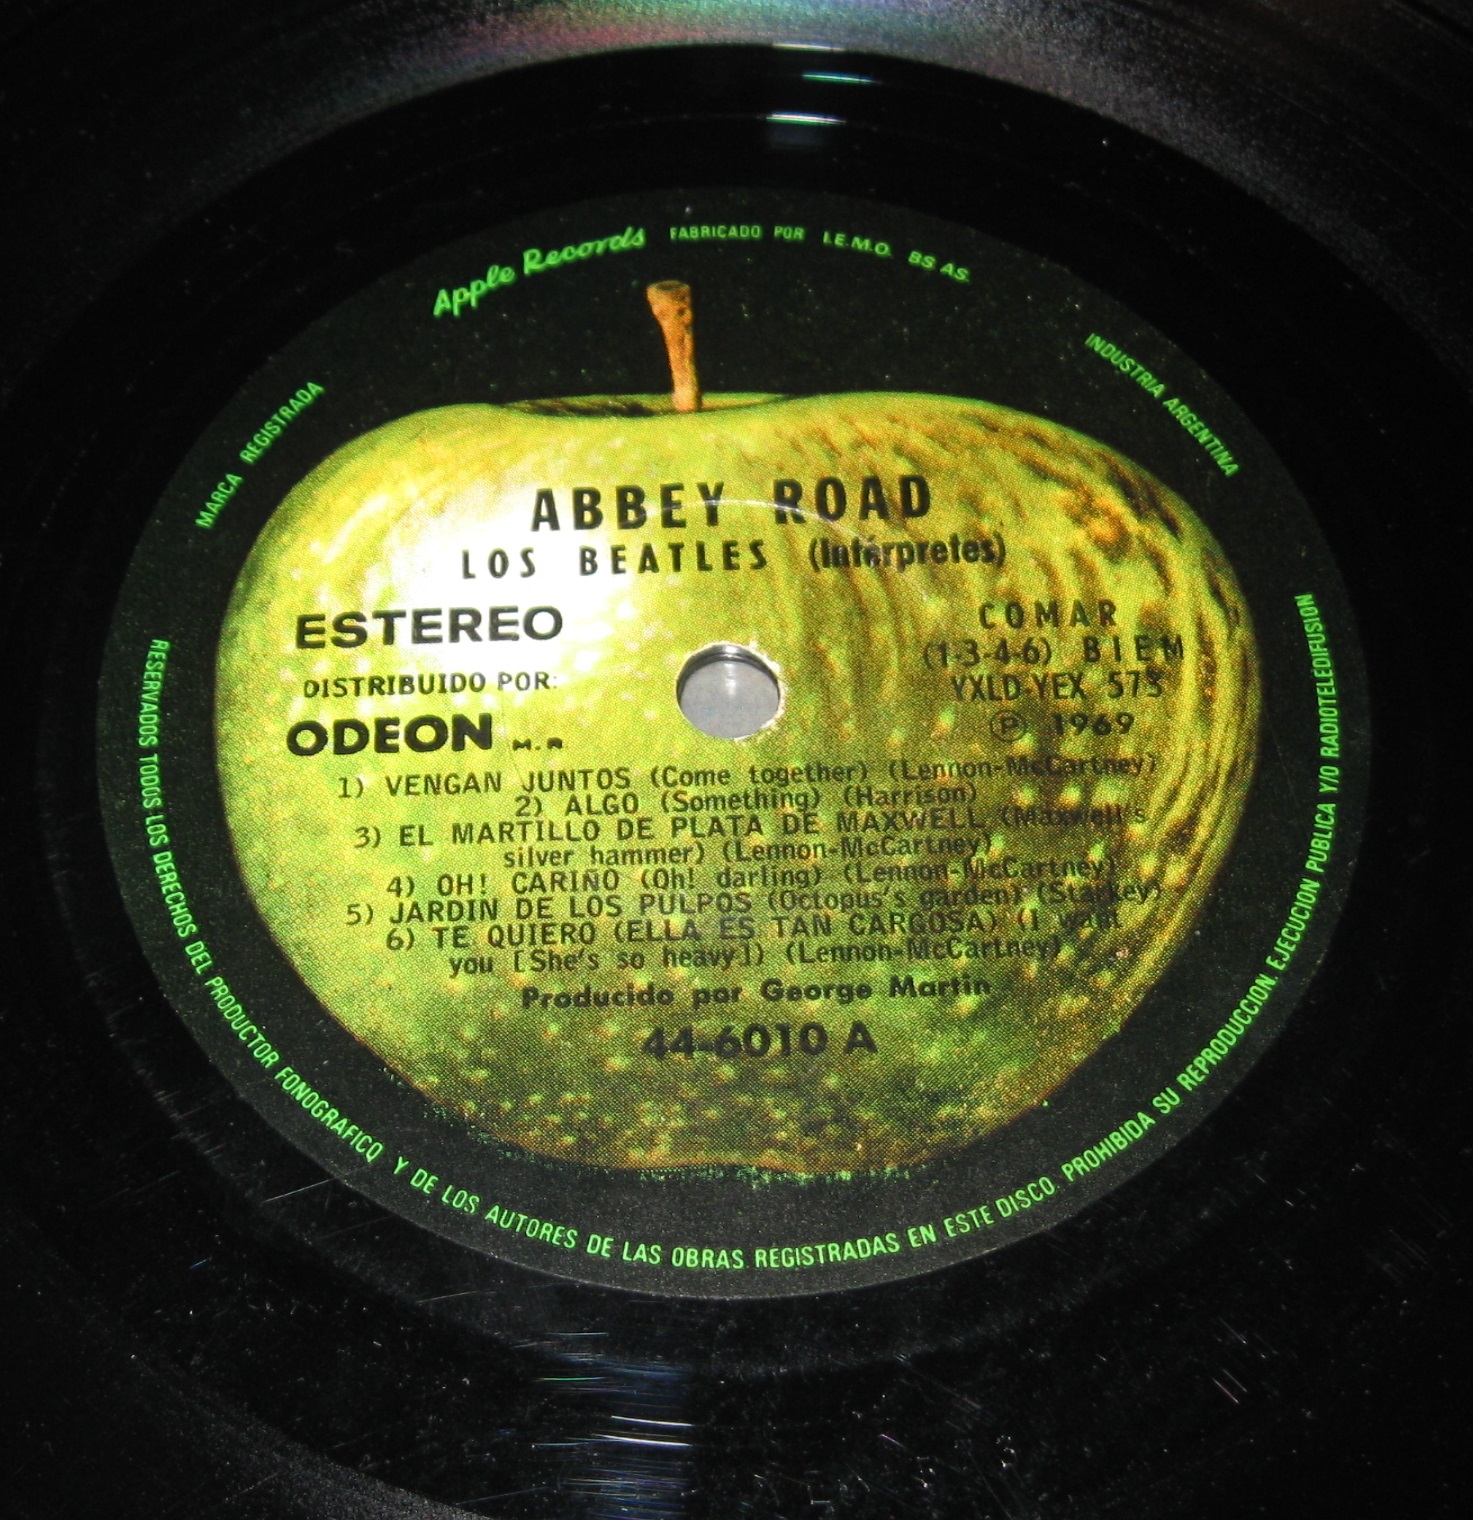 Apple Records FABRICADO POR I.E.M.O. BS AS.
INDUSTRIA ARGENTINA
MARCA REGISTRADA
ABBEY ROAD
LOS BEATLES (Intérpretes)
ESTEREO
DISTRIBUIDO POR:
ODEON M.R
COMAR
(1-3-4-6) BIEM
YXLD-YEX 573
Ⓟ 1969
1) VENGAN JUNTOS (Come together) (Lennon-McCartney)
2) ALGO (Something) (Harrison)
3) EL MARTILLO DE PLATA DE MAXWELL (Maxwell's
silver hammer) (Lennon-McCartney)
4) OH! CARIÑO (Oh! darling) (Lennon-McCartney)
5) JARDIN DE LOS PULPOS (Octopus's garden) (Starkey)
6) TE QUIERO (ELLA ES TAN CARGOSA) (I want
you [She's so heavy]) (Lennon-McCartney)
Producido por George Martin
44-6010 A
RESERVADOS TODOS LOS DERECHOS DEL PRODUCTOR FONOGRAFICO Y DE LOS AUTORES DE LAS OBRAS REGISTRADAS EN ESTE DISCO. PROHIBIDA SU REPRODUCCION, EJECUCION PUBLICA Y/O RADIOTELEDIFUSION